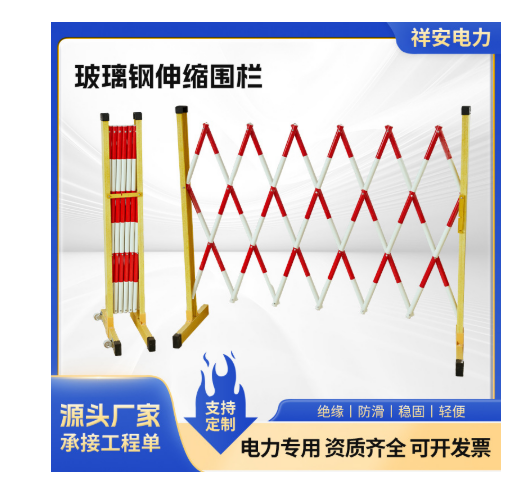 祥安电力
玻璃钢伸缩围栏
源头厂家
承接工程单
支持
定制
绝缘 | 防滑 | 稳固 | 轻便
电力专用 资质齐全 可开发票